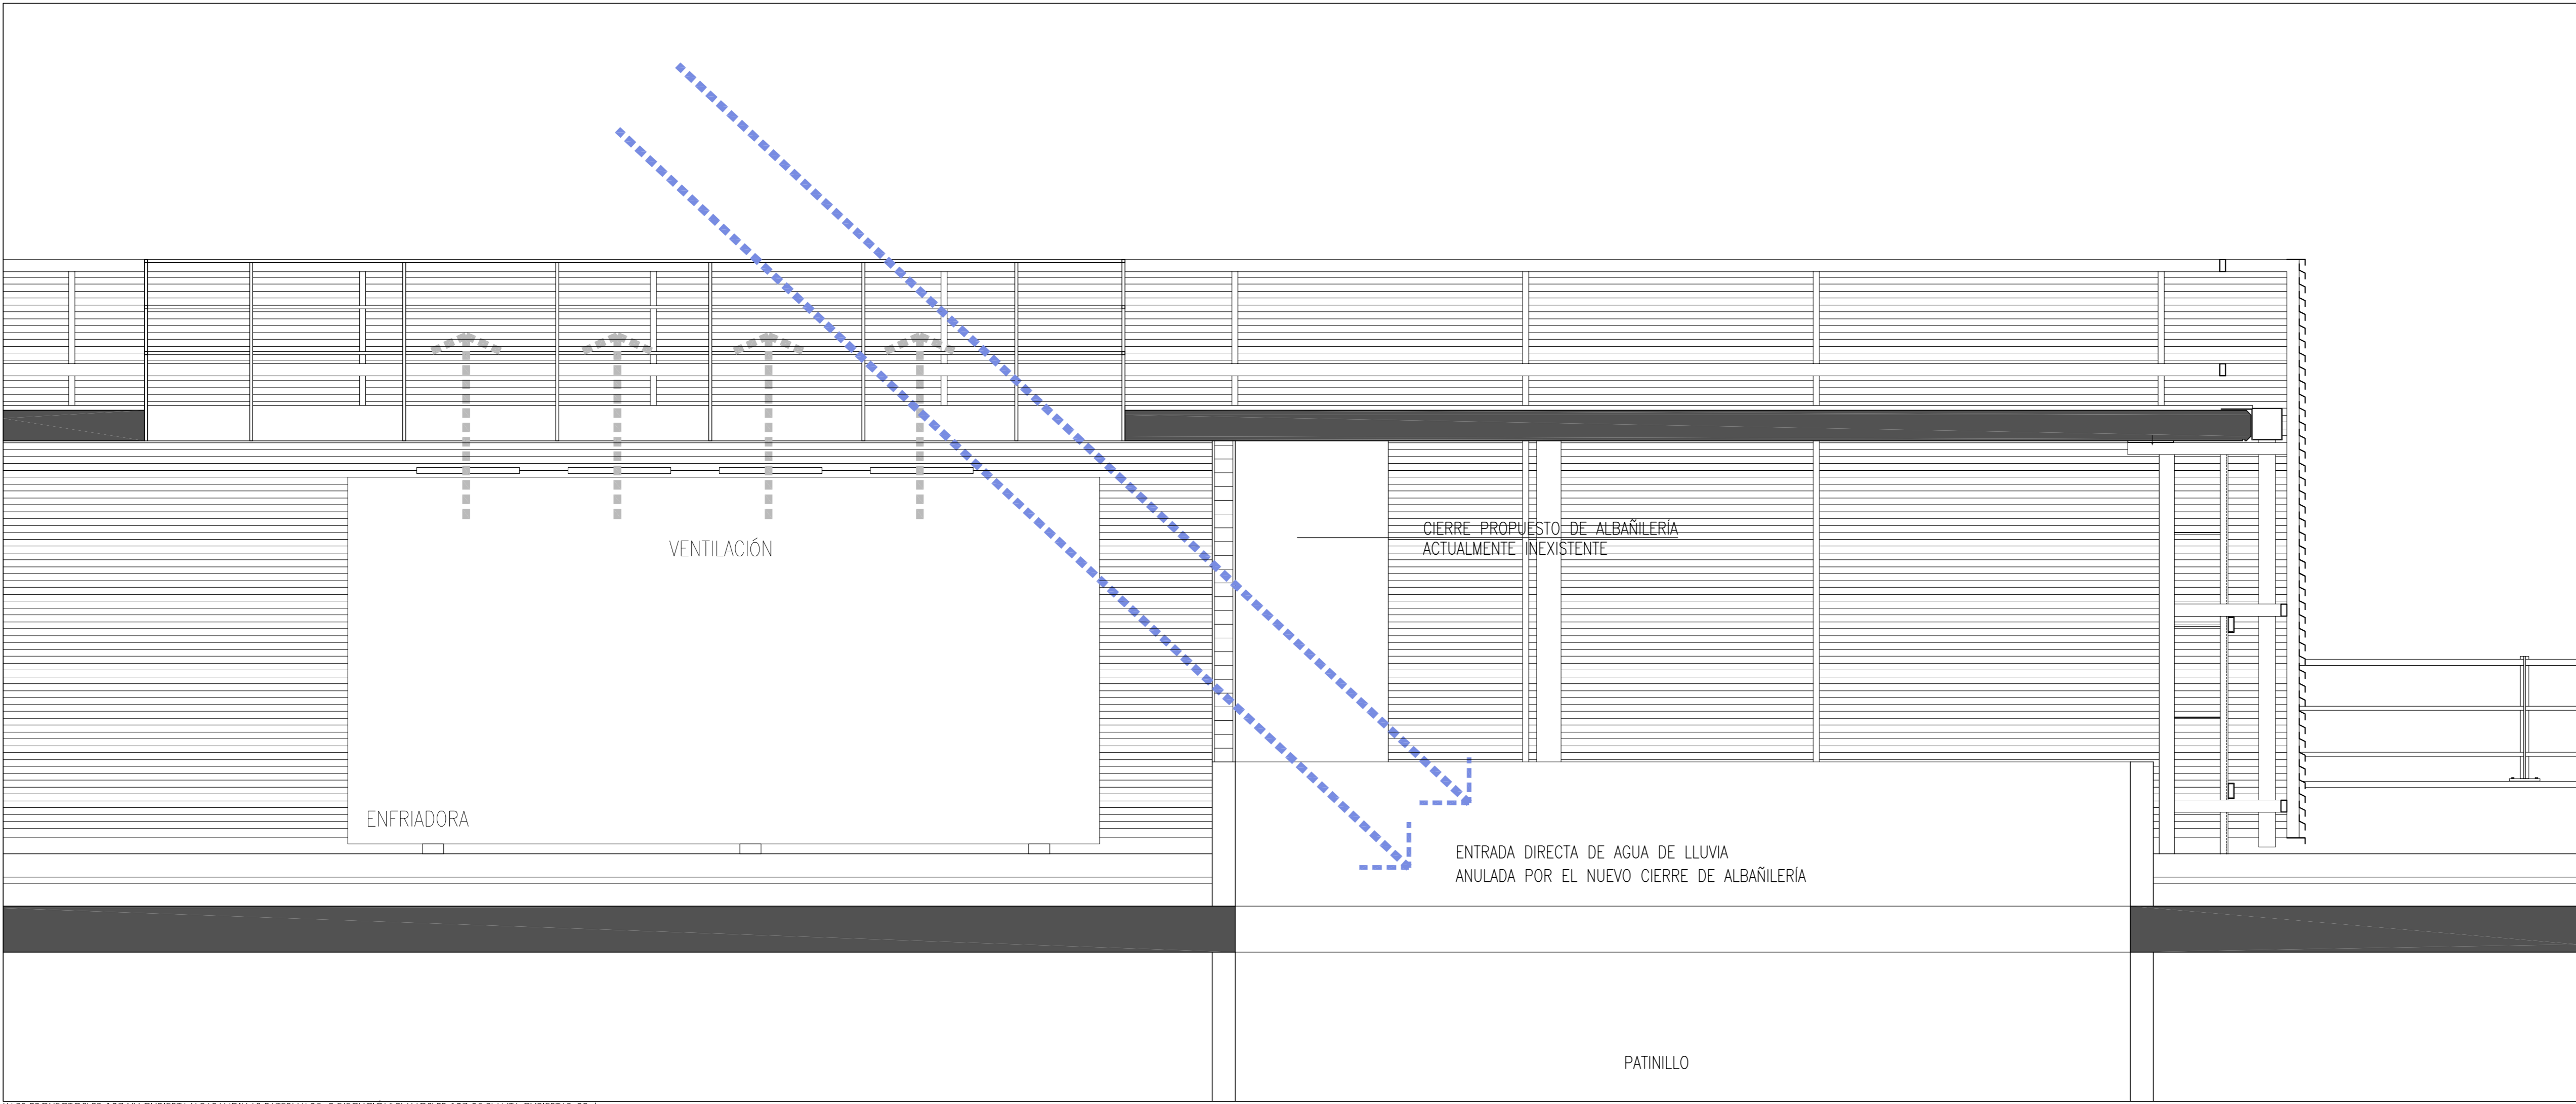 CIERRE PROPUESTO DE ALBAÑILERÍA
ACTUALMENTE INEXISTENTE
VENTILACIÓN
ENFRIADORA
ENTRADA DIRECTA DE AGUA DE LLUVIA
ANULADA POR EL NUEVO CIERRE DE ALBAÑILERÍA
PATINILLO